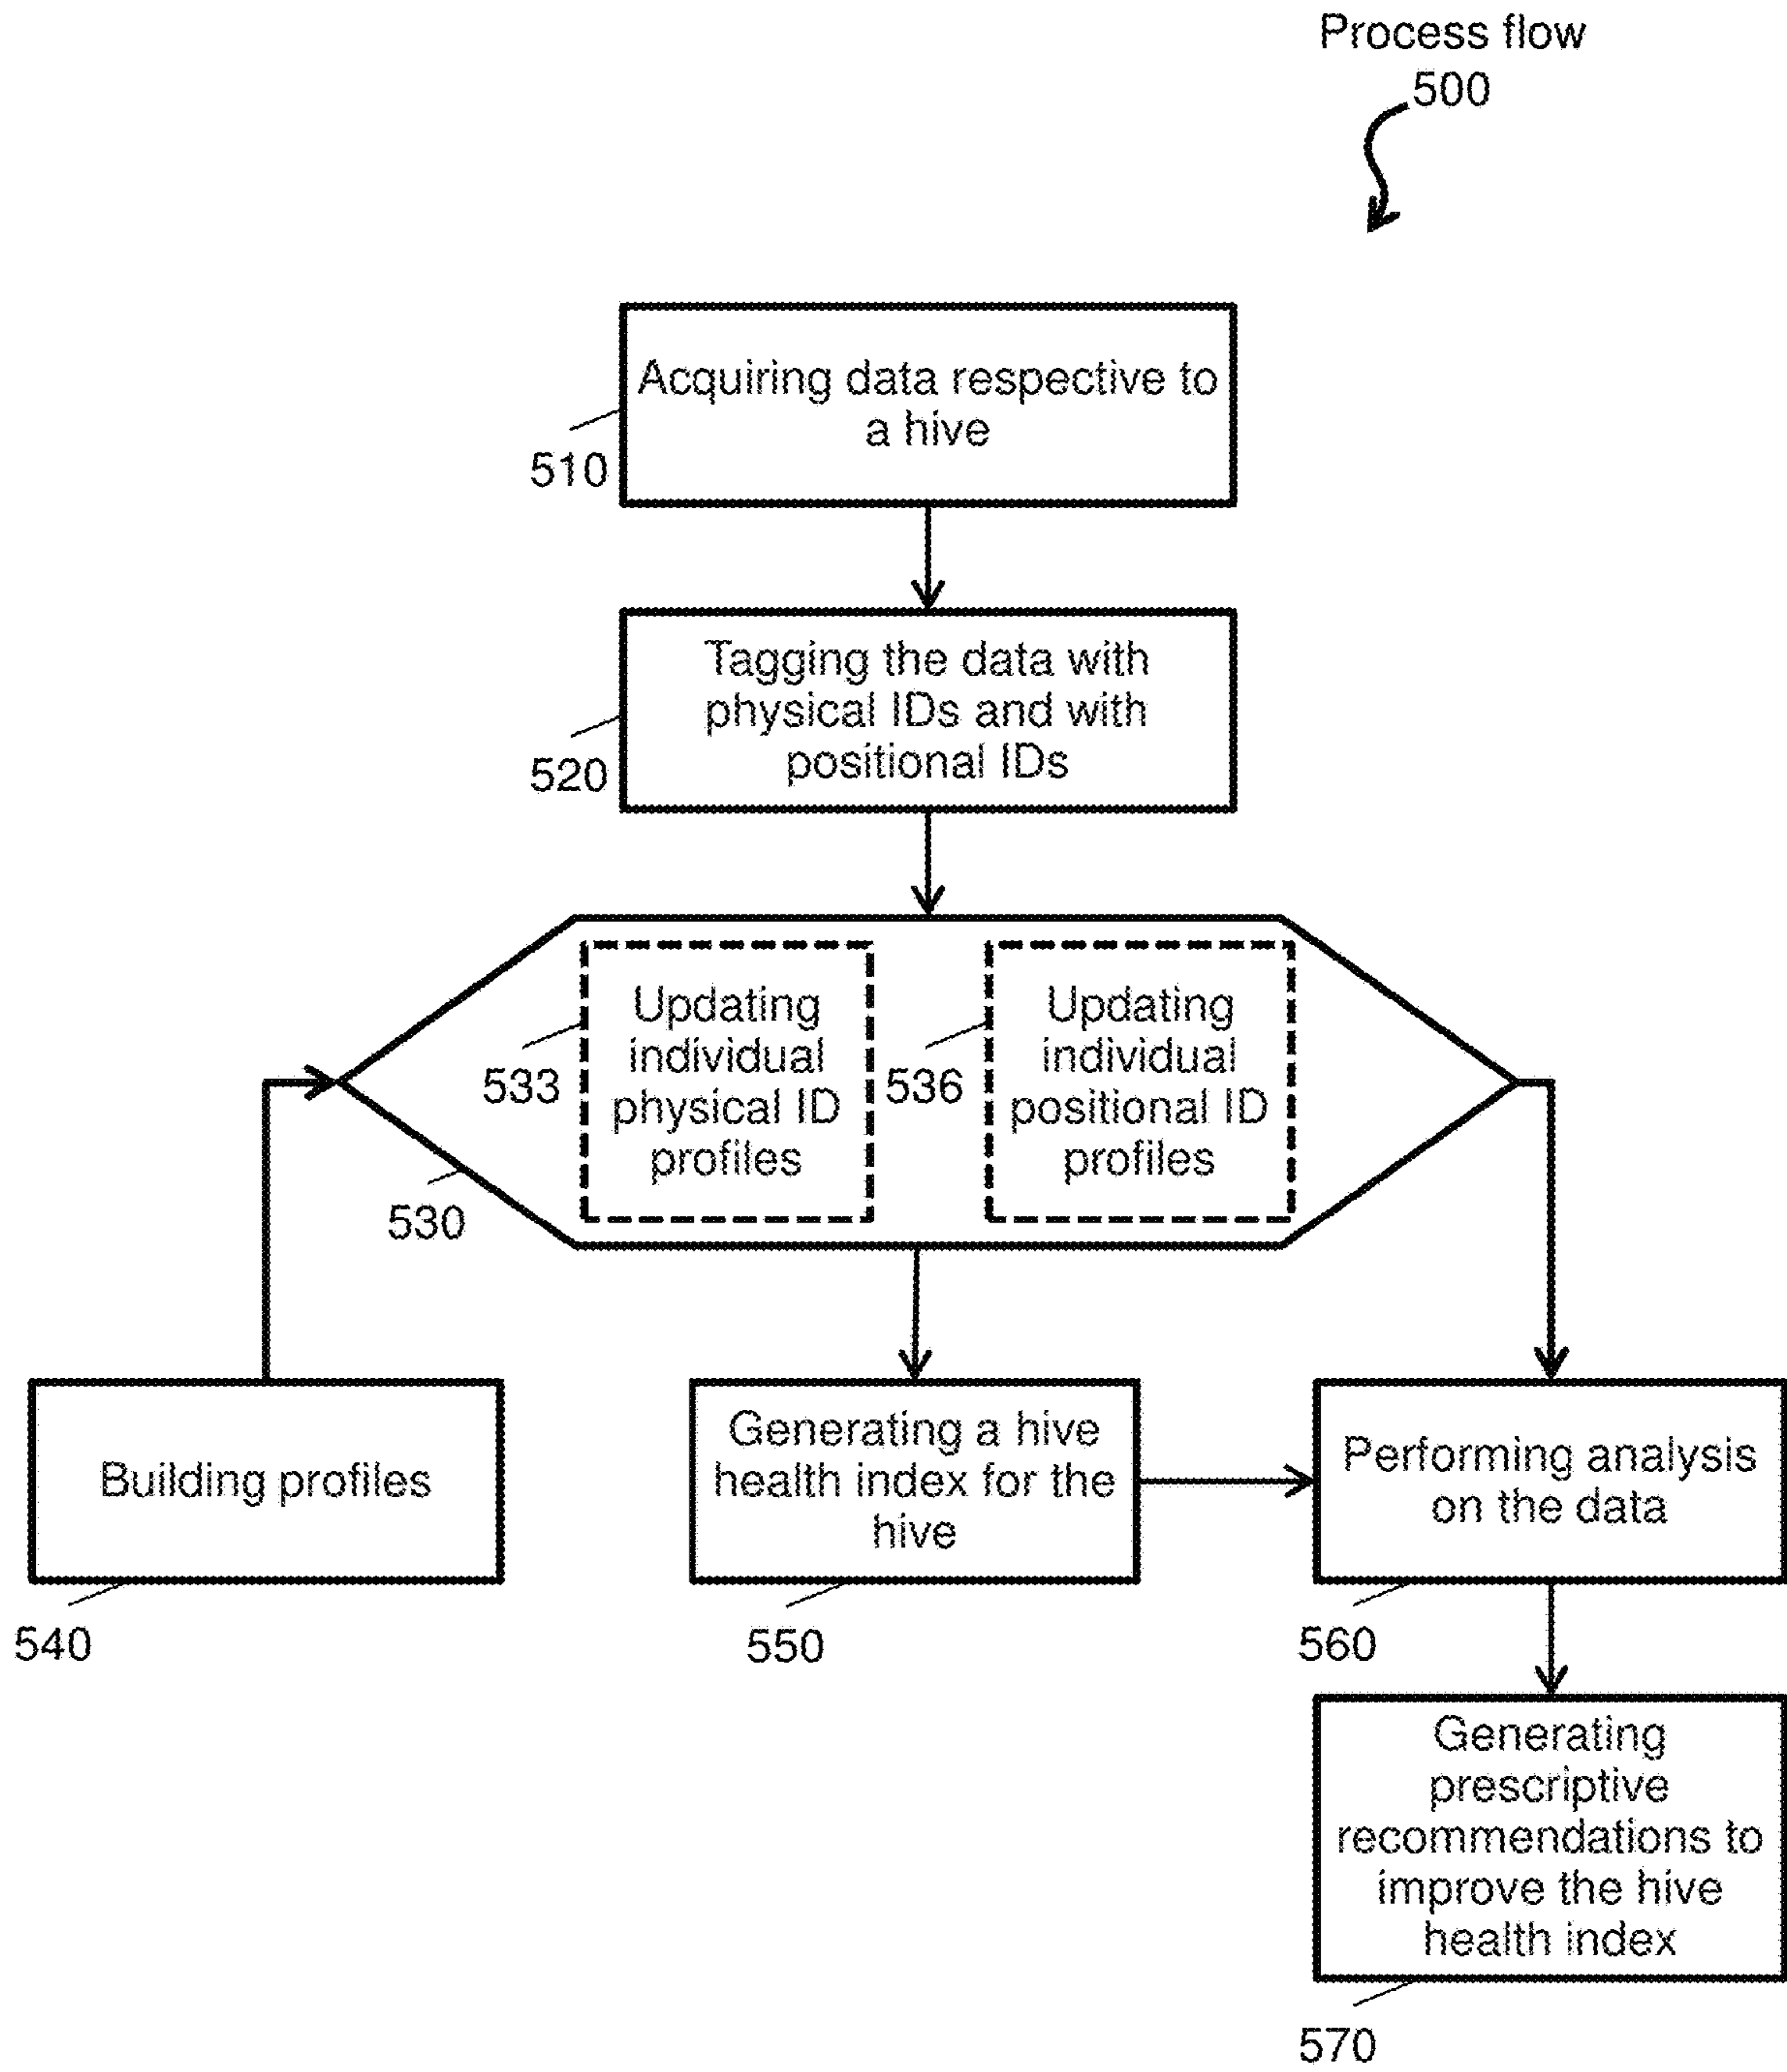 Process flow
500
Acquiring data respective to
a hive
510
Tagging the data with
physical IDs and with
positional IDs
520
Updating
individual
physical ID
profiles
533
Updating
individual
positional ID
profiles
536
530
Building profiles
540
Generating a hive
health index for the
hive
550
Performing analysis
on the data
560
Generating
prescriptive
recommendations to
improve the hive
health index
570